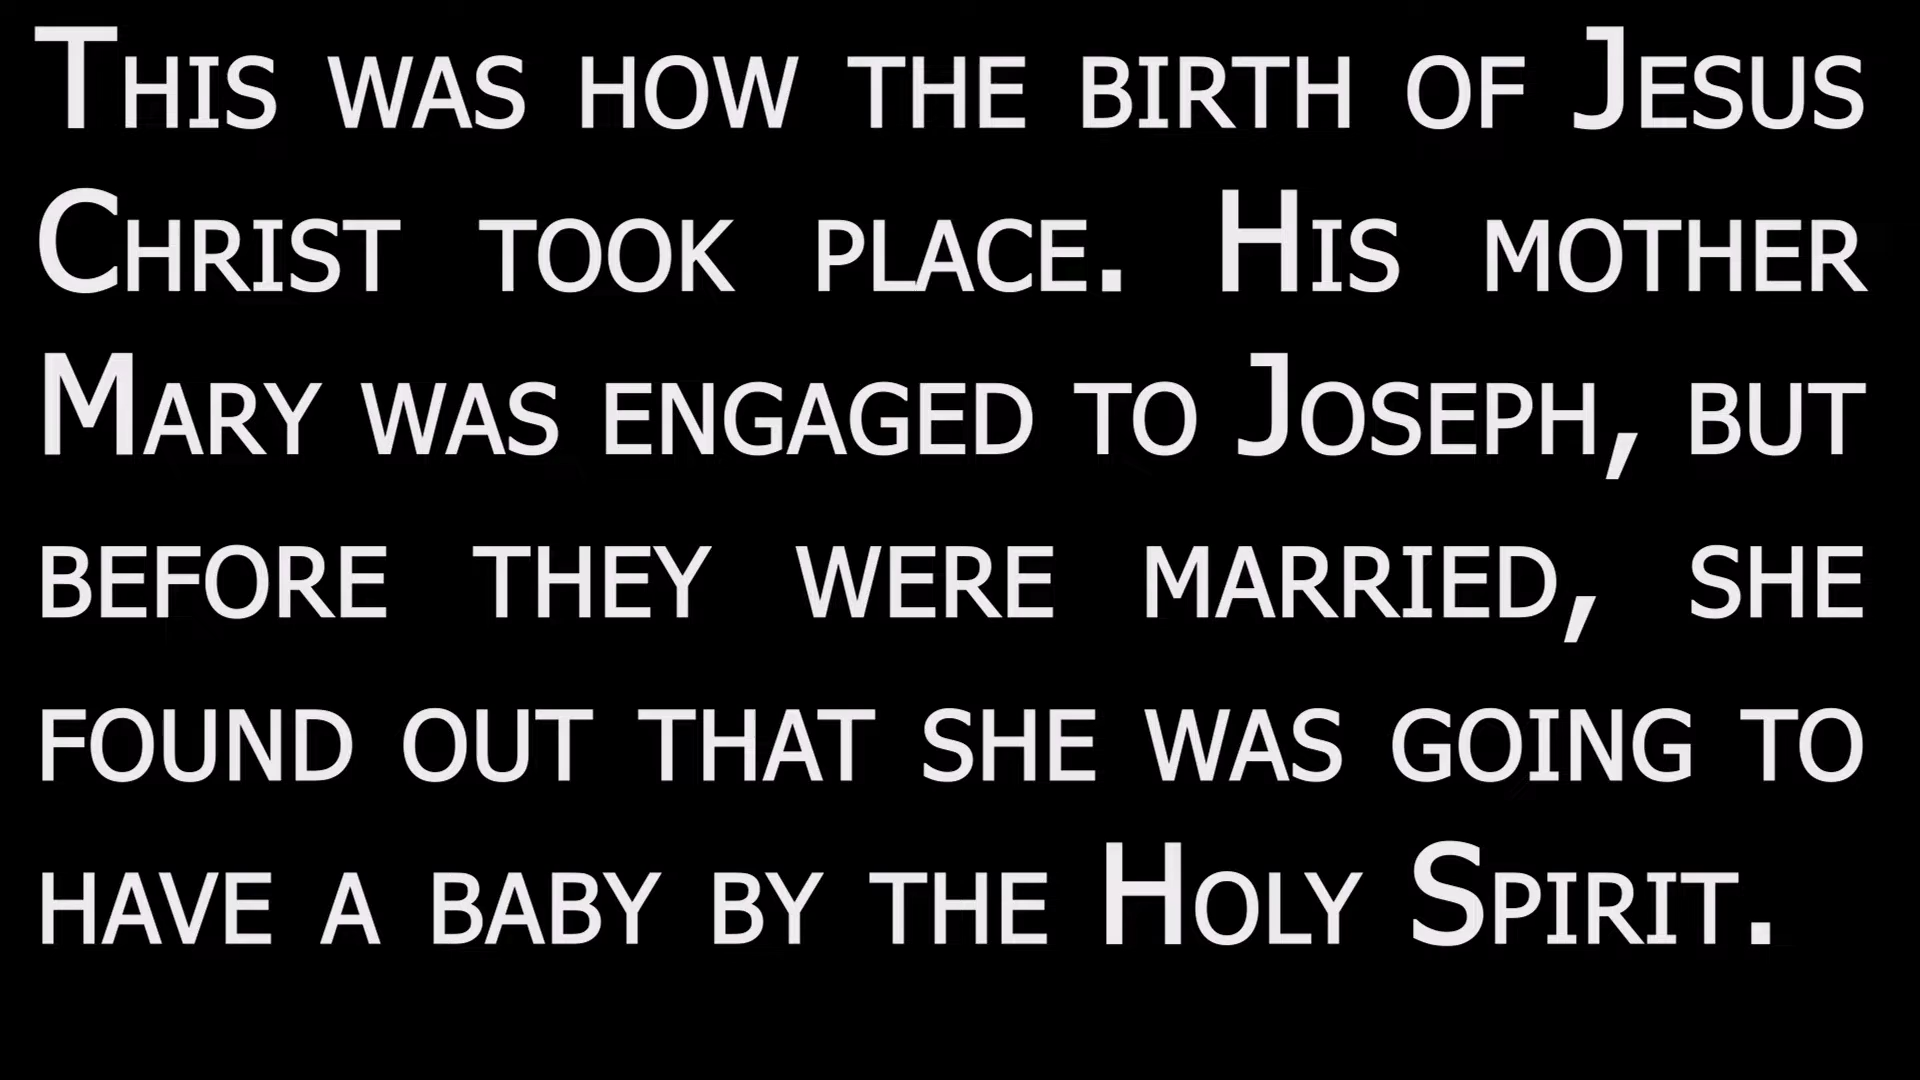 This was how the birth of Jesus
Christ took place. His mother
Mary was engaged to Joseph, but
before they were married, she
found out that she was going to
have a baby by the Holy Spirit.